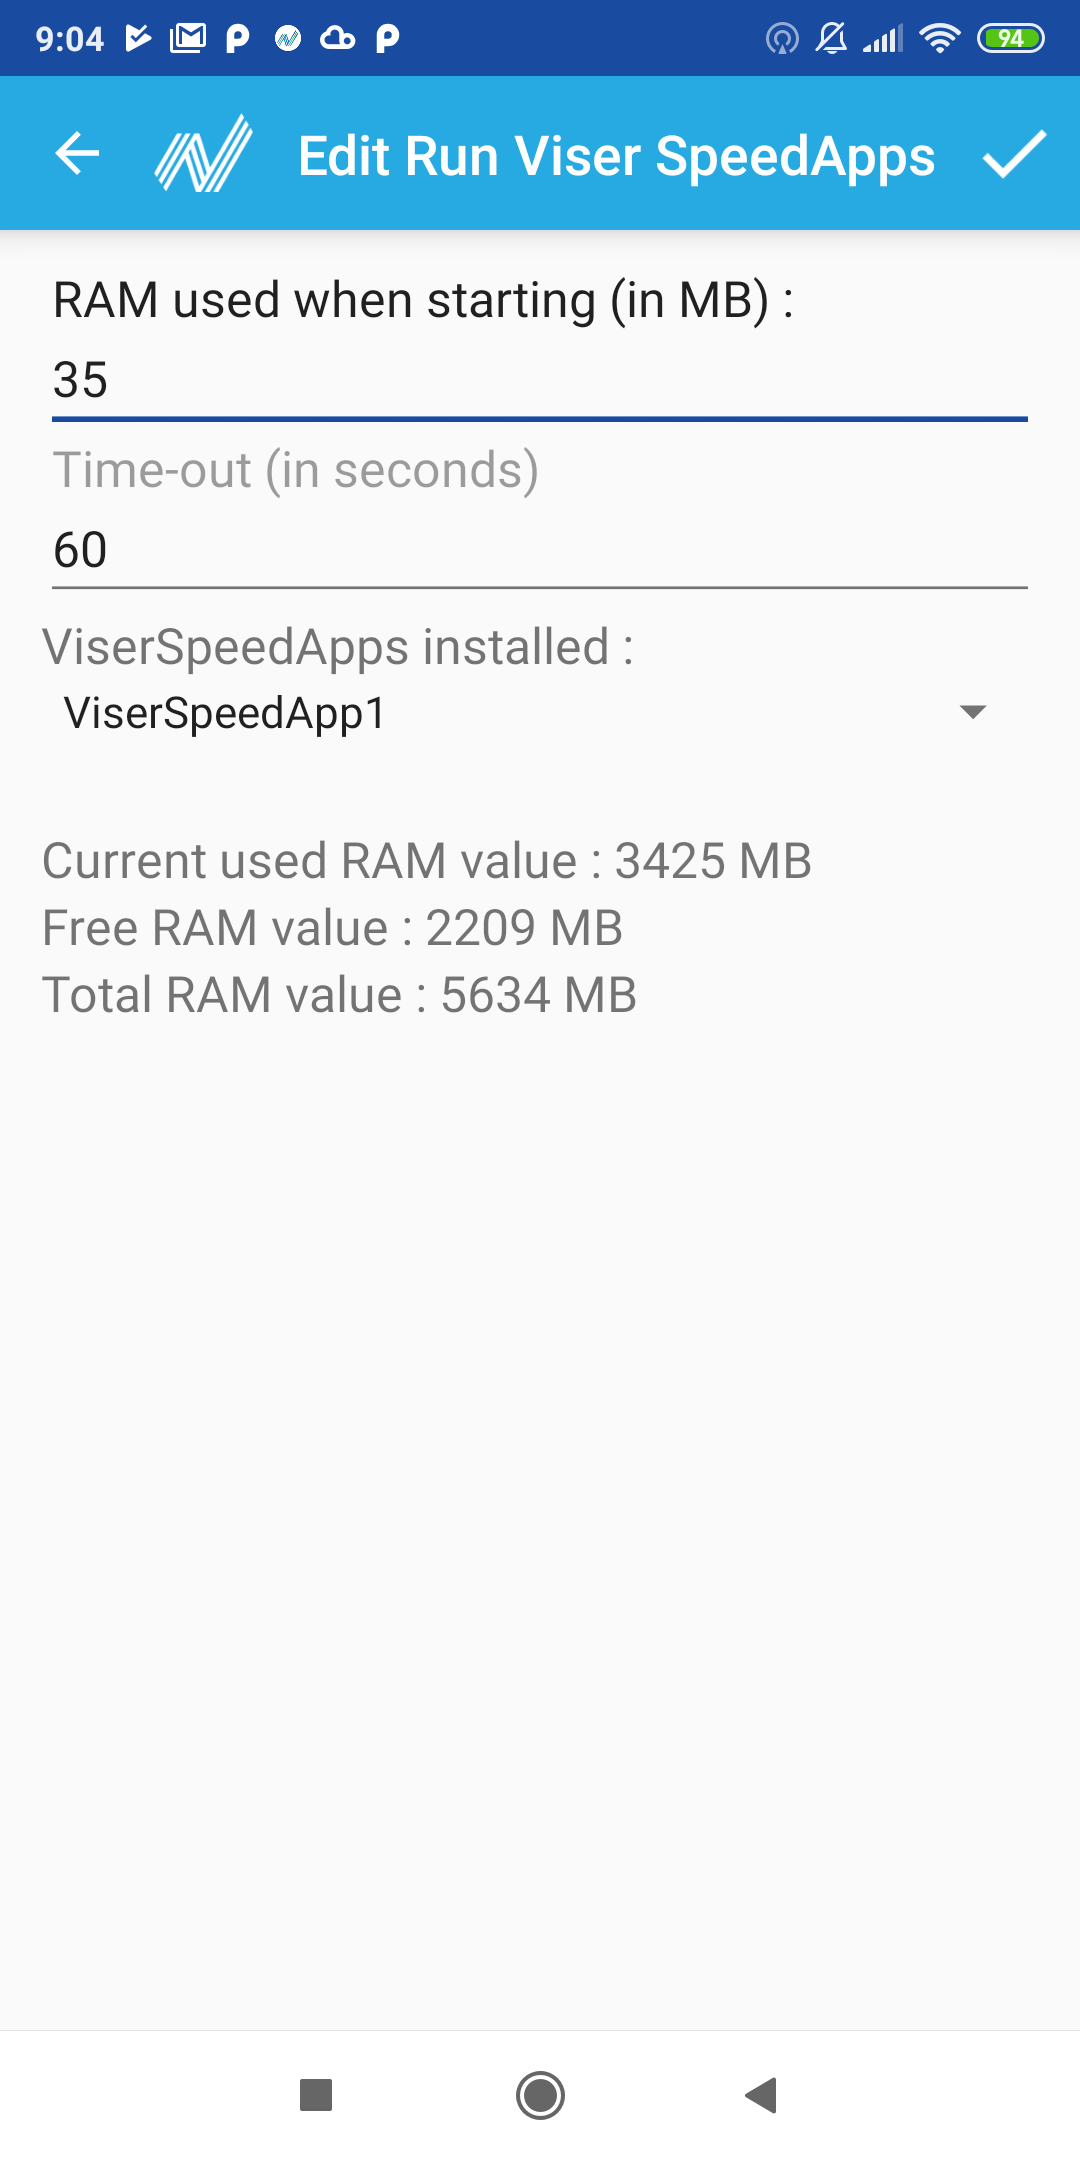 9:04
94
Edit Run Viser SpeedApps
RAM used when starting (in MB) :
35
Time-out (in seconds)
60
ViserSpeedApps installed :
ViserSpeedApp1
Current used RAM value : 3425 MB
Free RAM value : 2209 MB
Total RAM value : 5634 MB